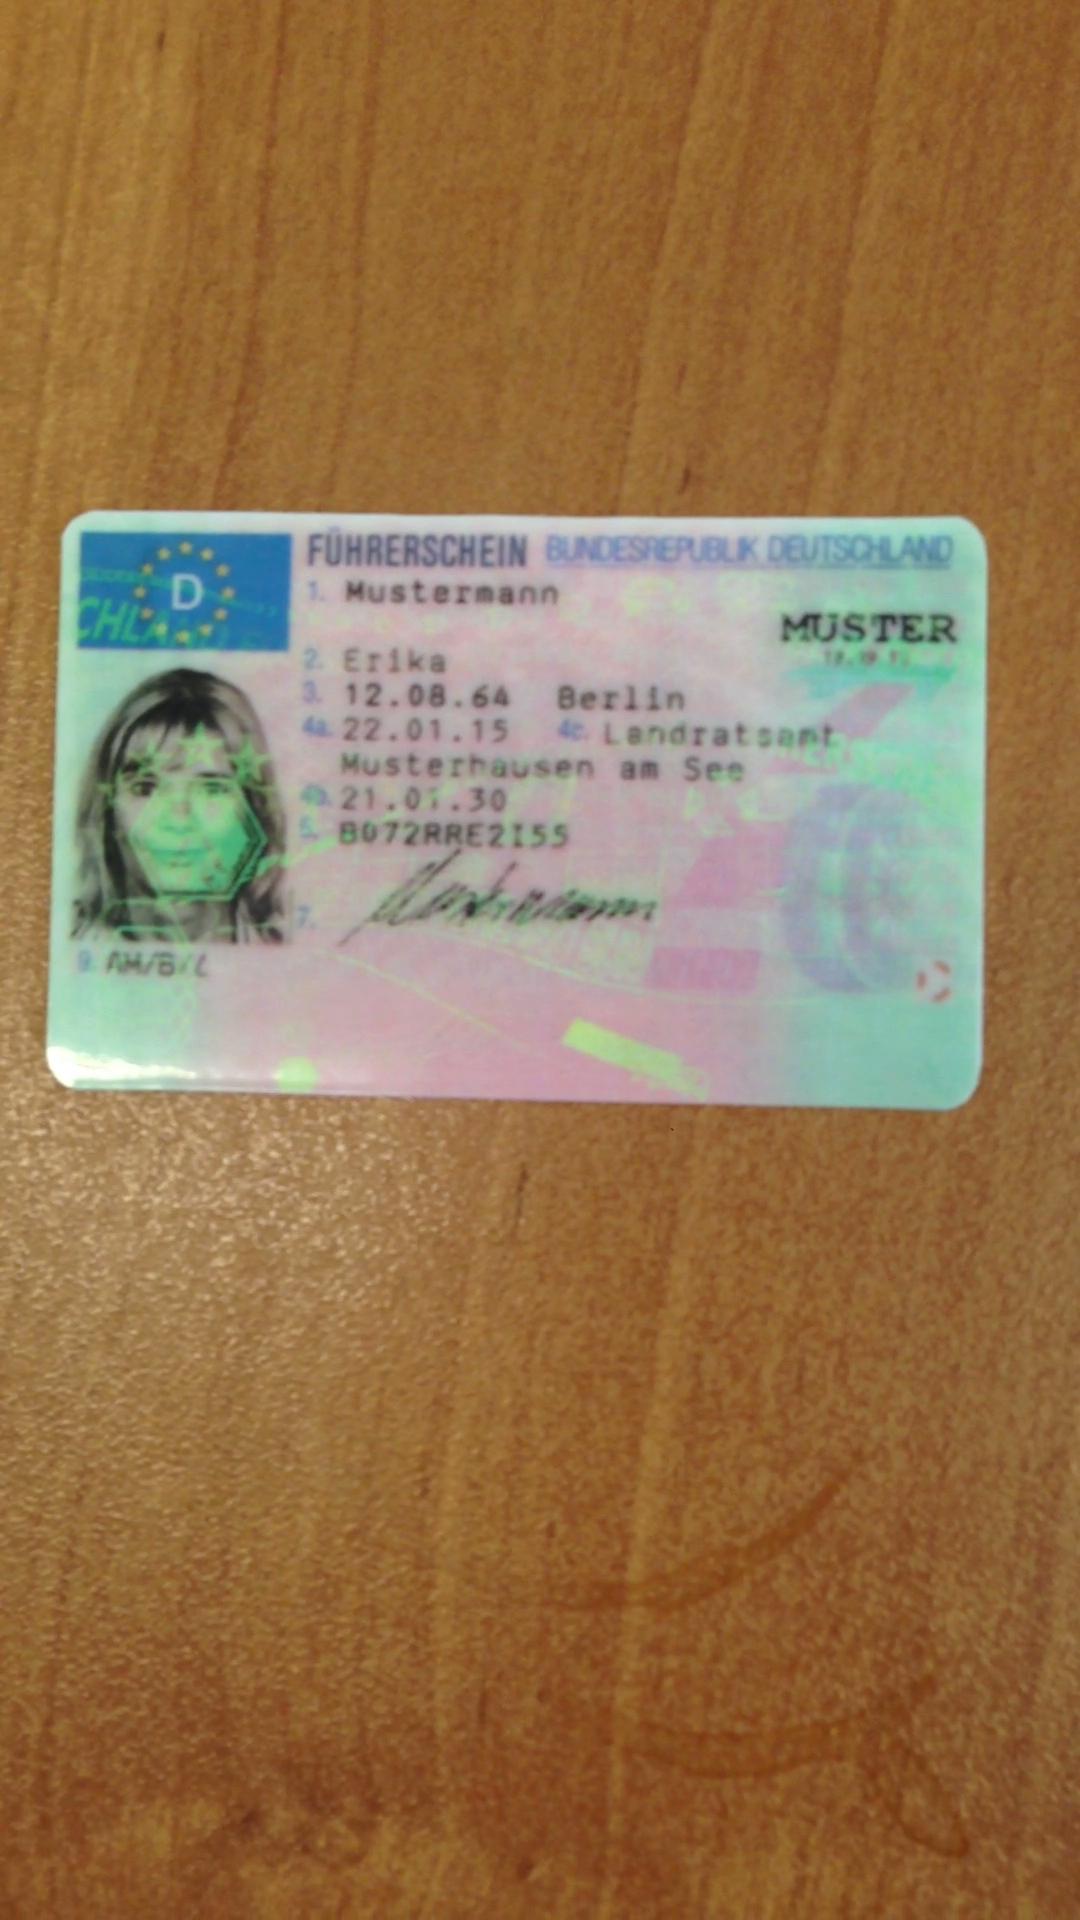 D
FÜHRERSCHEIN BUNDESREPUBLIK DEUTSCHLAND
1. Mustermann
MUSTER
2. Erika
3. 12.08.64 Berlin
4a. 22.01.15 4c. Landratsamt
Musterhausen am See
4b. 21.01.30
5. B072RRE2I55
7. Mustermann
9. AM/B/L